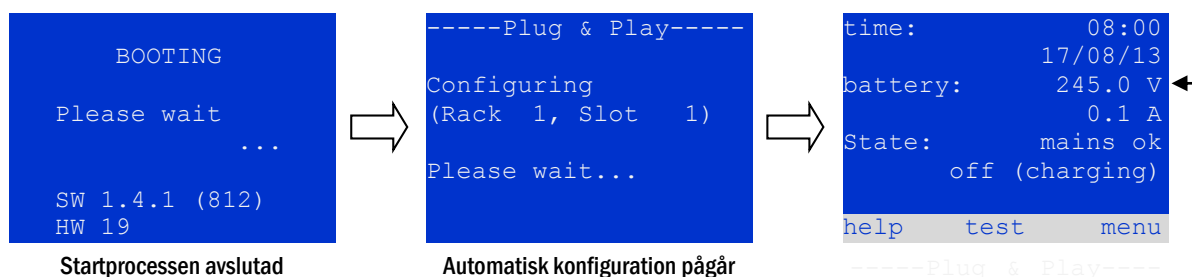 BOOTING
Please wait
...
SW 1.4.1 (812)
HW 19
Startprocessen avslutad
-----Plug & Play-----
Configuring
(Rack 1, Slot 1)
Please wait...
Automatisk konfiguration pågår
time: 08:00
17/08/13
battery: 245.0 V
0.1 A
State: mains ok
off (charging)
help test menu
-----Plug & Play----